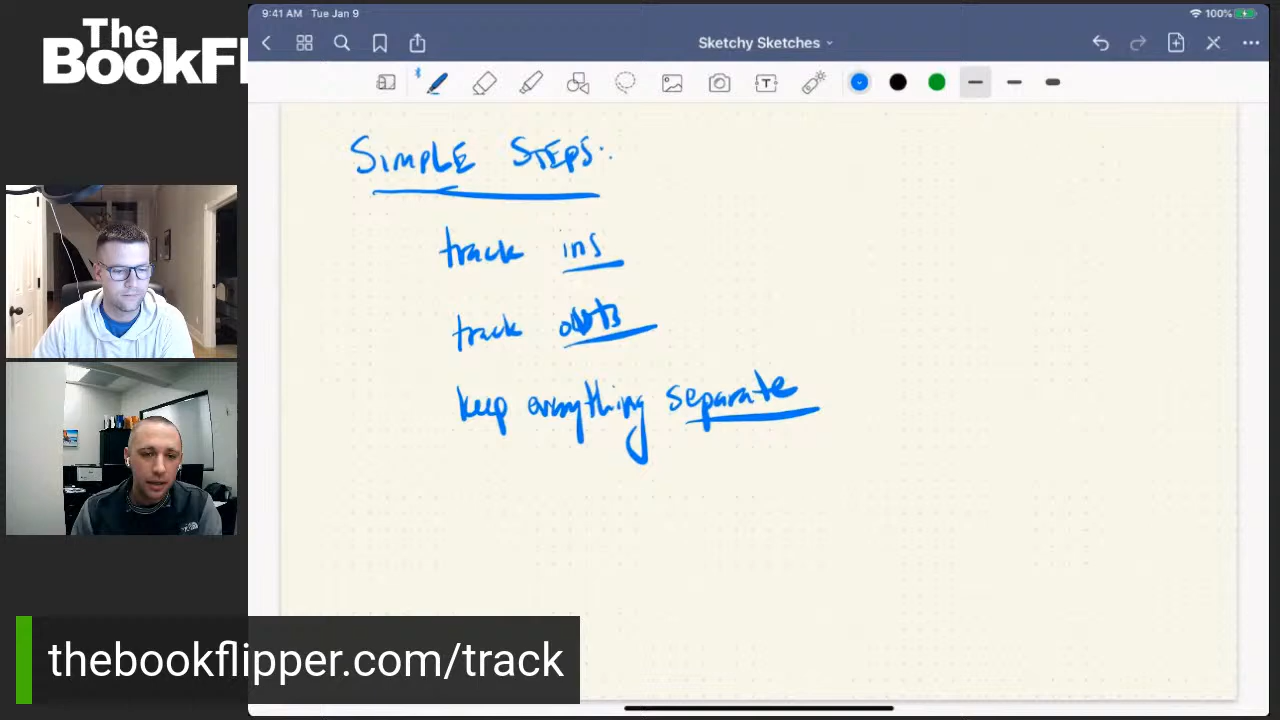 The
BookFl
9:41 AM Tue Jan 9
100%
Sketchy Sketches
T
SIMPLE STEPS:
track ins
track outs
keep everything separate
thebookflipper.com/track